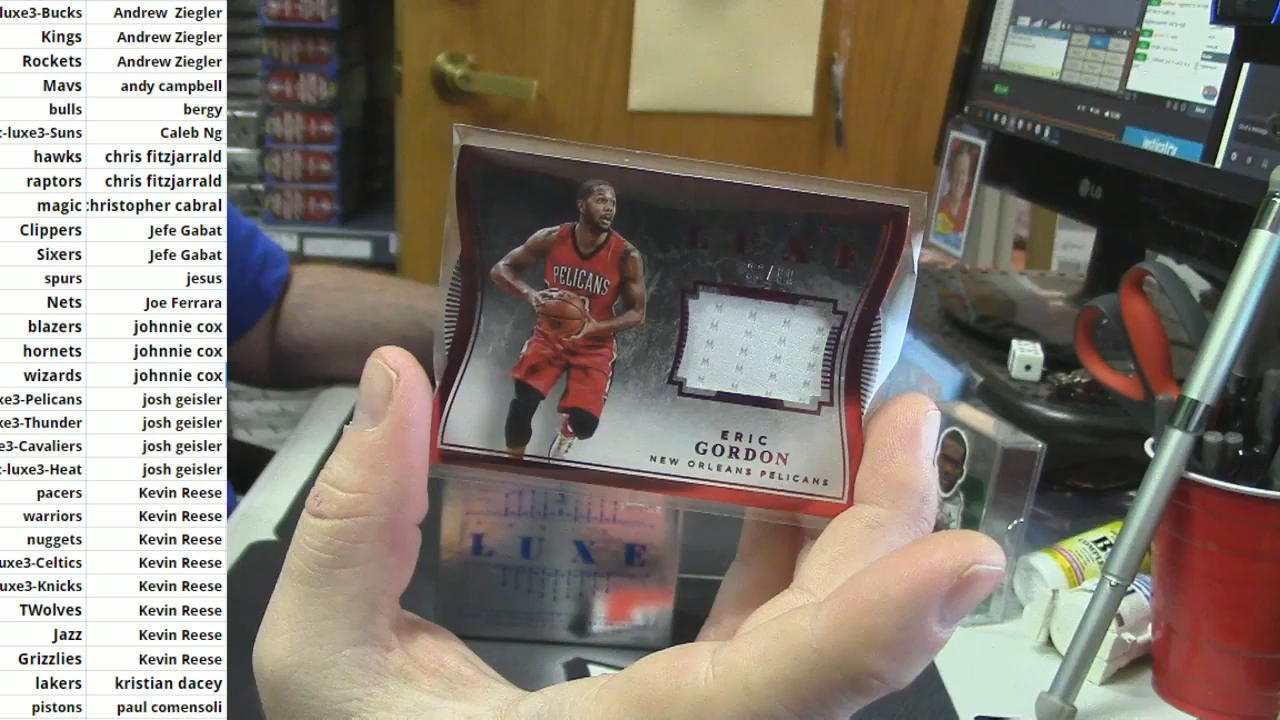 luxe3-Bucks Andrew Ziegler
Kings Andrew Ziegler
Rockets Andrew Ziegler
Mavs andy campbell
bulls bergy
-luxe3-Suns Caleb Ng
hawks chris fitzjarrald
raptors chris fitzjarrald
magic christopher cabral
Clippers Jefe Gabat
Sixers Jefe Gabat
spurs jesus
Nets Joe Ferrara
blazers johnnie cox
hornets johnnie cox
wizards johnnie cox
xe3-Pelicans josh geisler
xe3-Thunder josh geisler
e3-Cavaliers josh geisler
-luxe3-Heat josh geisler
pacers Kevin Reese
warriors Kevin Reese
nuggets Kevin Reese
uxe3-Celtics Kevin Reese
uxe3-Knicks Kevin Reese
TWolves Kevin Reese
Jazz Kevin Reese
Grizzlies Kevin Reese
lakers kristian dacey
pistons paul comensoli
PELICANS
ERIC
GORDON
NEW ORLEANS PELICANS
LUXE
LG